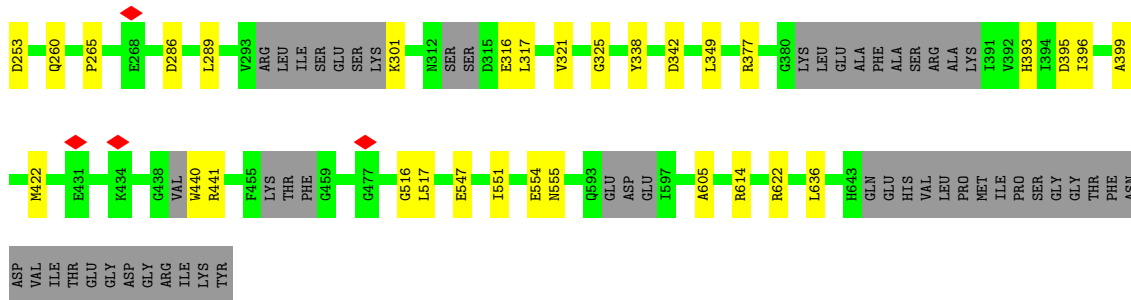 D253 Q260 P265 E268 D286 L289 V293 ARG LEU ILE SER GLU SER LYS K301 N312 SER SER D315 E316 L317 V321 G325 Y338 D342 L349 R377 G380 LYS LEU GLU ALA PHE ALA SER ARG ALA LYS I391 V392 H393 I394 D395 I396 A399
M422 E431 K434 G438 VAL W440 R441 F455 LYS THR PHE G459 G477 G516 L517 E547 I551 E554 N555 Q593 GLU ASP GLU I597 A605 R614 R622 L636 H643 GLN GLU HIS VAL LEU PRO MET ILE PRO SER GLY GLY THR PHE ASN
ASP VAL ILE THR GLU GLY ASP GLY ARG ILE LYS TYR